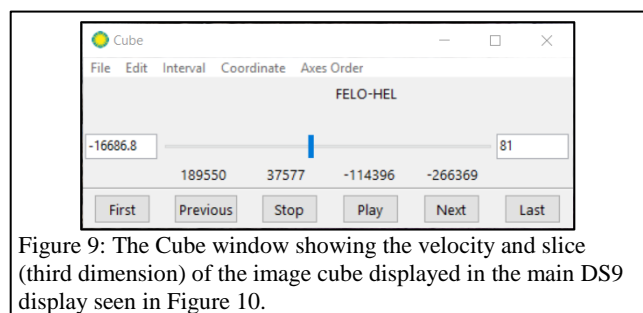 Cube
File Edit Interval Coordinate Axes Order
FELO-HEL
-16686.8 81
189550 37577 -114396 -266369
First Previous Stop Play Next Last
Figure 9: The Cube window showing the velocity and slice
(third dimension) of the image cube displayed in the main DS9
display seen in Figure 10.